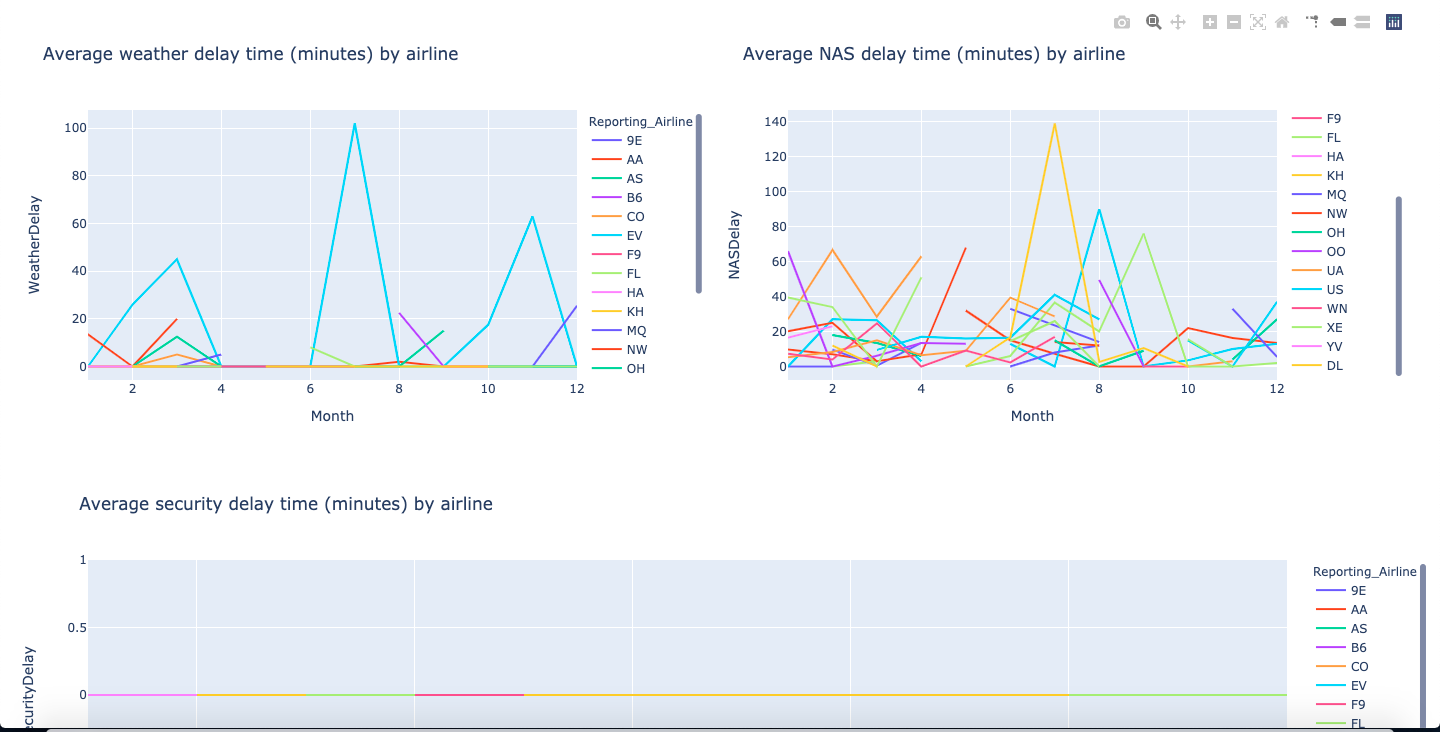 Average weather delay time (minutes) by airline
WeatherDelay
100
80
60
40
20
0
2
4
6
8
10
12
Month
Reporting_Airline
9E
AA
AS
B6
CO
EV
F9
FL
HA
KH
MQ
NW
OH
Average NAS delay time (minutes) by airline
NASDelay
140
120
100
80
60
40
20
0
2
4
6
8
10
12
Month
F9
FL
HA
KH
MQ
NW
OH
OO
UA
US
WN
XE
YV
DL
Average security delay time (minutes) by airline
ecurityDelay
1
0.5
0
Reporting_Airline
9E
AA
AS
B6
CO
EV
F9
FL